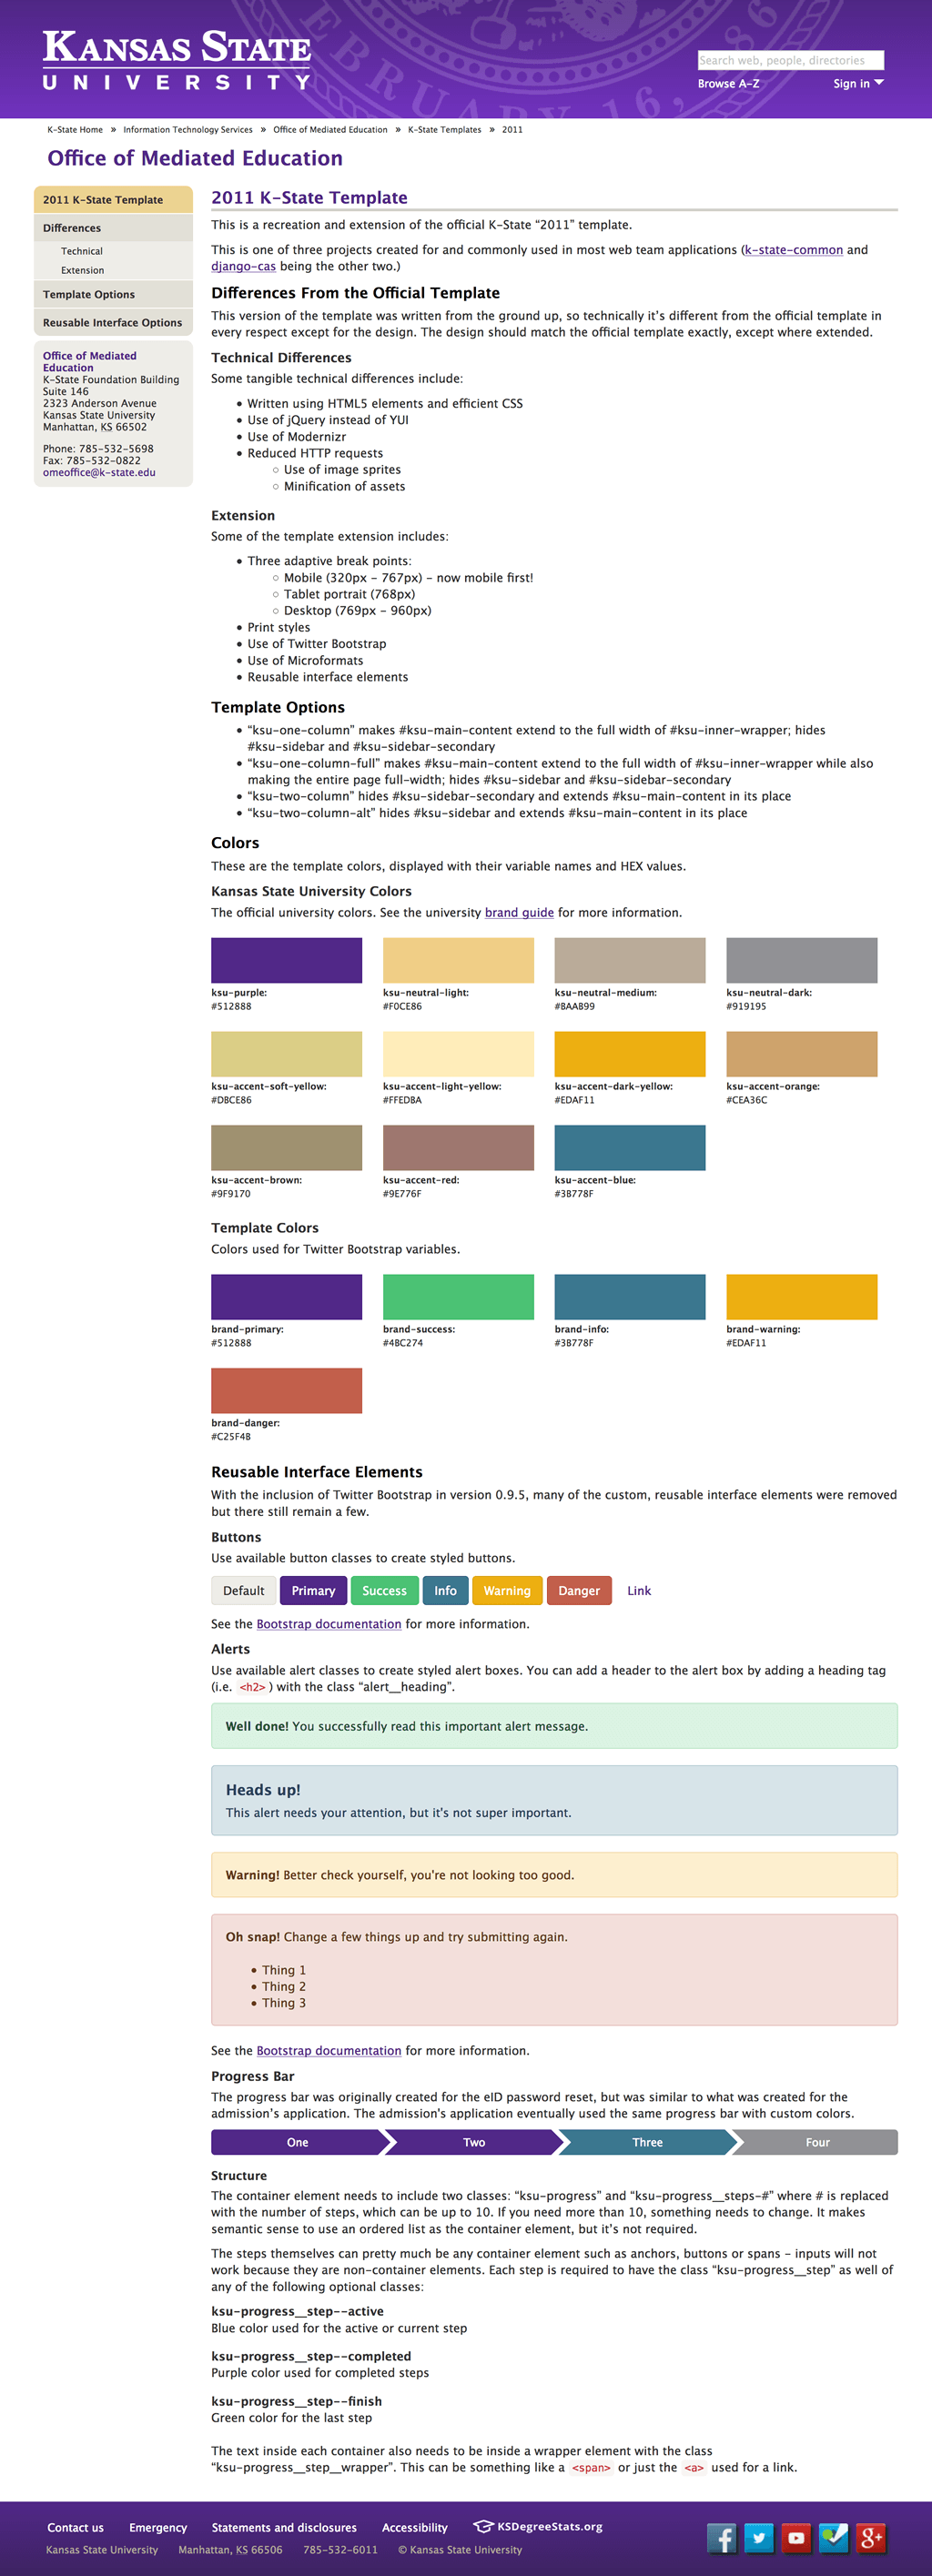 KANSAS STATE
UNIVERSITY
FEBRUARY 16, 18
Search web, people, directories
Browse A-Z
Sign in
K-State Home » Information Technology Services » Office of Mediated Education » K-State Templates » 2011
Office of Mediated Education
2011 K-State Template
Differences
Technical
Extension
Template Options
Reusable Interface Options
Office of Mediated
Education
K-State Foundation Building
Suite 146
2323 Anderson Avenue
Kansas State University
Manhattan, KS 66502
Phone: 785-532-5698
Fax: 785-532-0822
omeoffice@k-state.edu
2011 K-State Template
This is a recreation and extension of the official K-State “2011” template.
This is one of three projects created for and commonly used in most web team applications (k-state-common and
django-cas being the other two.)
Differences From the Official Template
This version of the template was written from the ground up, so technically it’s different from the official template in
every respect except for the design. The design should match the official template exactly, except where extended.
Technical Differences
Some tangible technical differences include:
• Written using HTML5 elements and efficient CSS
• Use of jQuery instead of YUI
• Use of Modernizr
• Reduced HTTP requests
○ Use of image sprites
○ Minification of assets
Extension
Some of the template extension includes:
• Three adaptive break points:
○ Mobile (320px - 767px) - now mobile first!
○ Tablet portrait (768px)
○ Desktop (769px - 960px)
• Print styles
• Use of Twitter Bootstrap
• Use of Microformats
• Reusable interface elements
Template Options
• “ksu-one-column” makes #ksu-main-content extend to the full width of #ksu-inner-wrapper; hides
#ksu-sidebar and #ksu-sidebar-secondary
• “ksu-one-column-full” makes #ksu-main-content extend to the full width of #ksu-inner-wrapper while also
making the entire page full-width; hides #ksu-sidebar and #ksu-sidebar-secondary
• “ksu-two-column” hides #ksu-sidebar-secondary and extends #ksu-main-content in its place
• “ksu-two-column-alt” hides #ksu-sidebar and extends #ksu-main-content in its place
Colors
These are the template colors, displayed with their variable names and HEX values.
Kansas State University Colors
The official university colors. See the university brand guide for more information.
ksu-purple: ksu-neutral-light: ksu-neutral-medium: ksu-neutral-dark:
#512888 #F0CE86 #BAAB99 #919195
ksu-accent-soft-yellow: ksu-accent-light-yellow: ksu-accent-dark-yellow: ksu-accent-orange:
#DBCE86 #FFEDBA #EDAF11 #CEA36C
ksu-accent-brown: ksu-accent-red: ksu-accent-blue:
#9F9170 #9E776F #3B778F
Template Colors
Colors used for Twitter Bootstrap variables.
brand-primary: brand-success: brand-info: brand-warning:
#512888 #4BC274 #3B778F #EDAF11
brand-danger:
#C25F4B
Reusable Interface Elements
With the inclusion of Twitter Bootstrap in version 0.9.5, many of the custom, reusable interface elements were removed
but there still remain a few.
Buttons
Use available button classes to create styled buttons.
Default Primary Success Info Warning Danger Link
See the Bootstrap documentation for more information.
Alerts
Use available alert classes to create styled alert boxes. You can add a header to the alert box by adding a heading tag
(i.e. <h2> ) with the class “alert__heading”.
Well done! You successfully read this important alert message.
Heads up!
This alert needs your attention, but it's not super important.
Warning! Better check yourself, you're not looking too good.
Oh snap! Change a few things up and try submitting again.
• Thing 1
• Thing 2
• Thing 3
See the Bootstrap documentation for more information.
Progress Bar
The progress bar was originally created for the eID password reset, but was similar to what was created for the
admission’s application. The admission’s application eventually used the same progress bar with custom colors.
One Two Three Four
Structure
The container element needs to include two classes: “ksu-progress” and “ksu-progress__steps-#” where # is replaced
with the number of steps, which can be up to 10. If you need more than 10, something needs to change. It makes
semantic sense to use an ordered list as the container element, but it’s not required.
The steps themselves can pretty much be any container element such as anchors, buttons or spans - inputs will not
work because they are non-container elements. Each step is required to have the class “ksu-progress__step” as well of
any of the following optional classes:
ksu-progress__step--active
Blue color used for the active or current step
ksu-progress__step--completed
Purple color used for completed steps
ksu-progress__step--finish
Green color for the last step
The text inside each container also needs to be inside a wrapper element with the class
“ksu-progress__step__wrapper”. This can be something like a <span> or just the <a> used for a link.
Contact us Emergency Statements and disclosures Accessibility KSDegreeStats.org
Kansas State University Manhattan, KS 66506 785-532-6011 © Kansas State University